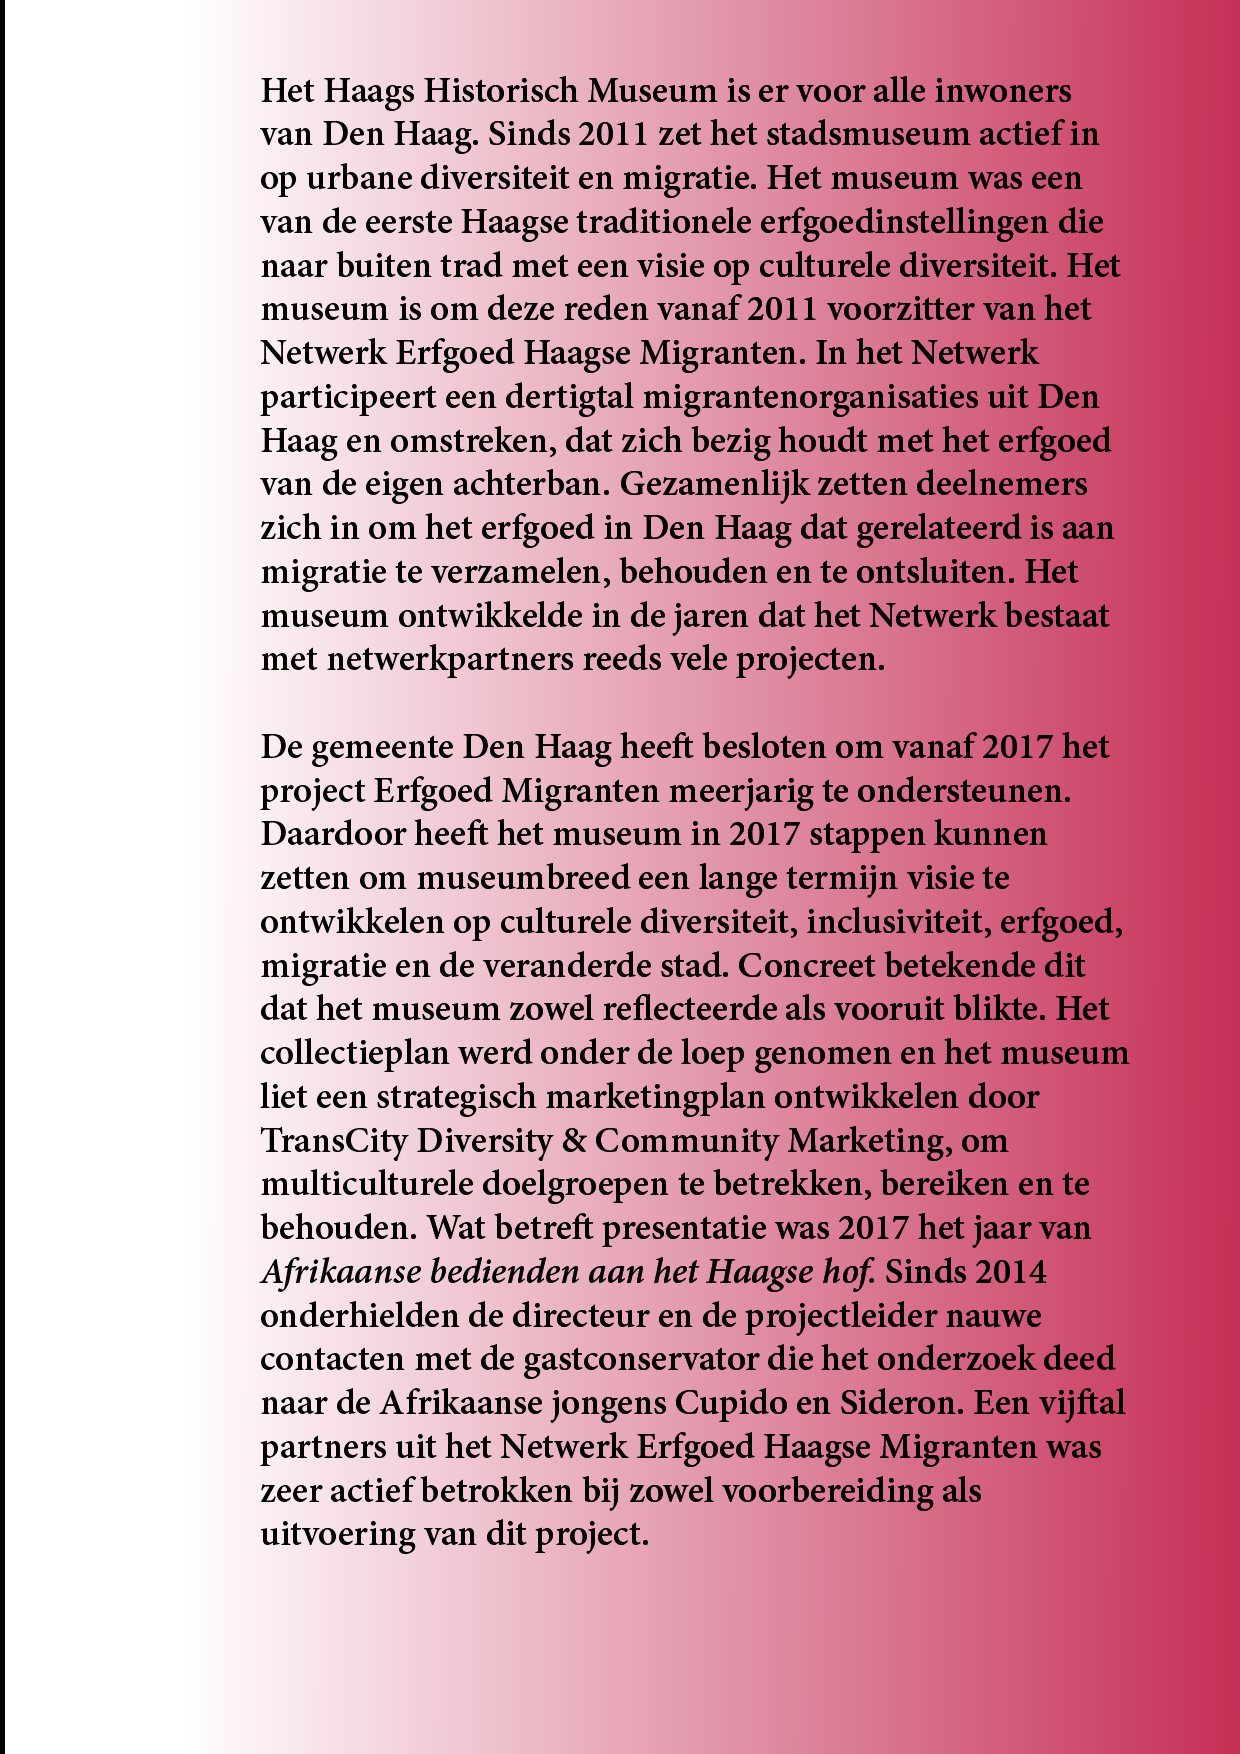 Het Haags Historisch Museum is er voor alle inwoners
van Den Haag. Sinds 2011 zet het stadsmuseum actief in
op urbane diversiteit en migratie. Het museum was een
van de eerste Haagse traditionele erfgoedinstellingen die
naar buiten trad met een visie op culturele diversiteit. Het
museum is om deze reden vanaf 2011 voorzitter van het
Netwerk Erfgoed Haagse Migranten. In het Netwerk
participeert een dertigtal migrantenorganisaties uit Den
Haag en omstreken, dat zich bezig houdt met het erfgoed
van de eigen achterban. Gezamenlijk zetten deelnemers
zich in om het erfgoed in Den Haag dat gerelateerd is aan
migratie te verzamelen, behouden en te ontsluiten. Het
museum ontwikkelde in de jaren dat het Netwerk bestaat
met netwerkpartners reeds vele projecten.
De gemeente Den Haag heeft besloten om vanaf 2017 het
project Erfgoed Migranten meerjarig te ondersteunen.
Daardoor heeft het museum in 2017 stappen kunnen
zetten om museumbreed een lange termijn visie te
ontwikkelen op culturele diversiteit, inclusiviteit, erfgoed,
migratie en de veranderde stad. Concreet betekende dit
dat het museum zowel reflecteerde als vooruit blikte. Het
collectieplan werd onder de loep genomen en het museum
liet een strategisch marketingplan ontwikkelen door
TransCity Diversity & Community Marketing, om
multiculturele doelgroepen te betrekken, bereiken en te
behouden. Wat betreft presentatie was 2017 het jaar van
Afrikaanse bedienden aan het Haagse hof. Sinds 2014
onderhielden de directeur en de projectleider nauwe
contacten met de gastconservator die het onderzoek deed
naar de Afrikaanse jongens Cupido en Sideron. Een vijftal
partners uit het Netwerk Erfgoed Haagse Migranten was
zeer actief betrokken bij zowel voorbereiding als
uitvoering van dit project.